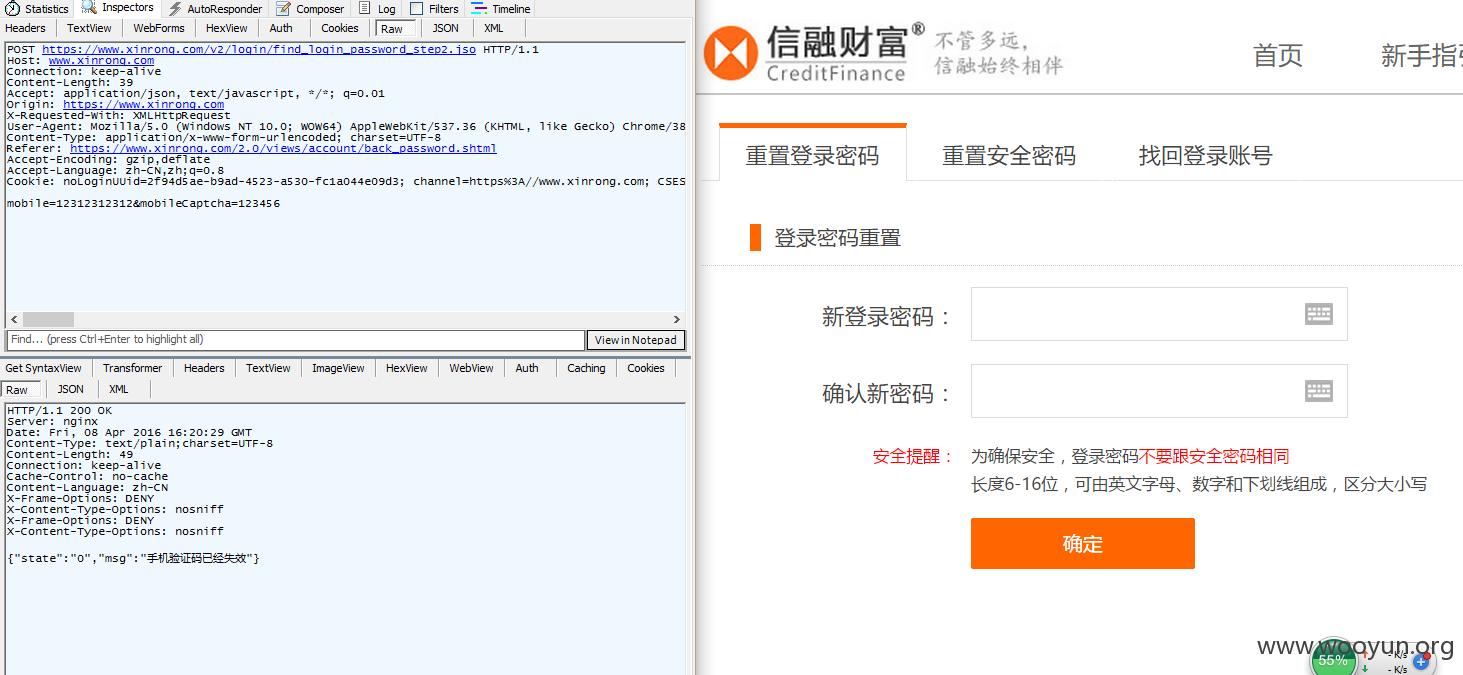 Statistics Inspectors AutoResponder Composer Log Filters Timeline
Headers TextView WebForms HexView Auth Cookies Raw JSON XML
POST https://www.xinrong.com/v2/login/find_login_password_step2.jso HTTP/1.1
Host: www.xinrong.com
Connection: keep-alive
Content-Length: 39
Accept: application/json, text/javascript, */*; q=0.01
Origin: https://www.xinrong.com
X-Requested-With: XMLHttpRequest
User-Agent: Mozilla/5.0 (Windows NT 10.0; WOW64) AppleWebKit/537.36 (KHTML, like Gecko) Chrome/38
Content-Type: application/x-www-form-urlencoded; charset=UTF-8
Referer: https://www.xinrong.com/2.0/views/account/back_password.shtml
Accept-Encoding: gzip,deflate
Accept-Language: zh-CN,zh;q=0.8
Cookie: noLoginUUid=2f94d5ae-b9ad-4523-a530-fc1a044e09d3; channel=https%3A//www.xinrong.com; CSES
mobile=12312312312&mobileCaptcha=123456
Find... (press Ctrl+Enter to highlight all) View in Notepad
Get SyntaxView Transformer Headers TextView ImageView HexView WebView Auth Caching Cookies
Raw JSON XML
HTTP/1.1 200 OK
Server: nginx
Date: Fri, 08 Apr 2016 16:20:29 GMT
Content-Type: text/plain;charset=UTF-8
Content-Length: 49
Connection: keep-alive
Cache-Control: no-cache
Content-Language: zh-CN
X-Frame-Options: DENY
X-Content-Type-Options: nosniff
X-Frame-Options: DENY
X-Content-Type-Options: nosniff
{"state":"0","msg":"手机验证码已经失效"}
信融财富®
CreditFinance
不管多远，
信融始终相伴
首页 新手指引
重置登录密码 重置安全密码 找回登录账号
登录密码重置
新登录密码：
确认新密码：
安全提醒： 为确保安全，登录密码不要跟安全密码相同
长度6-16位，可由英文字母、数字和下划线组成，区分大小写
确定
www.wooyun.org
55%
- K/s
- K/s